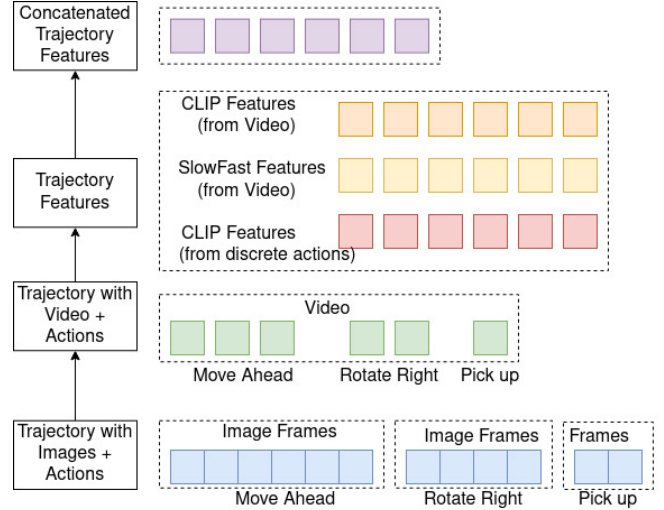 Concatenated
Trajectory
Features
CLIP Features
(from Video)
SlowFast Features
(from Video)
CLIP Features
(from discrete actions)
Trajectory
Features
Trajectory with
Video +
Actions
Video
Move Ahead
Rotate Right
Pick up
Trajectory with
Images +
Actions
Image Frames
Move Ahead
Image Frames
Rotate Right
Frames
Pick up